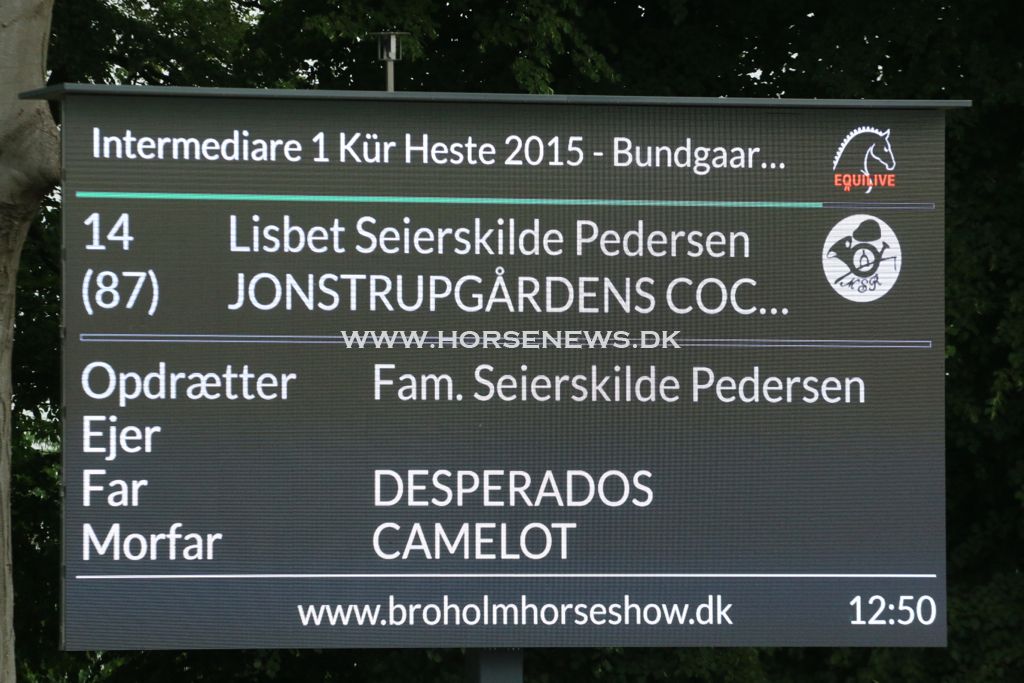 Intermediare 1 Kür Heste 2015 - Bundgaar...
EQUILIVE
14 Lisbet Seierskilde Pedersen
(87) JONSTRUPGÅRDENS COC...
WWW.HORSENEWS.DK
Opdrætter Fam. Seierskilde Pedersen
Ejer
Far DESPERADOS
Morfar CAMELOT
www.broholmhorseshow.dk 12:50